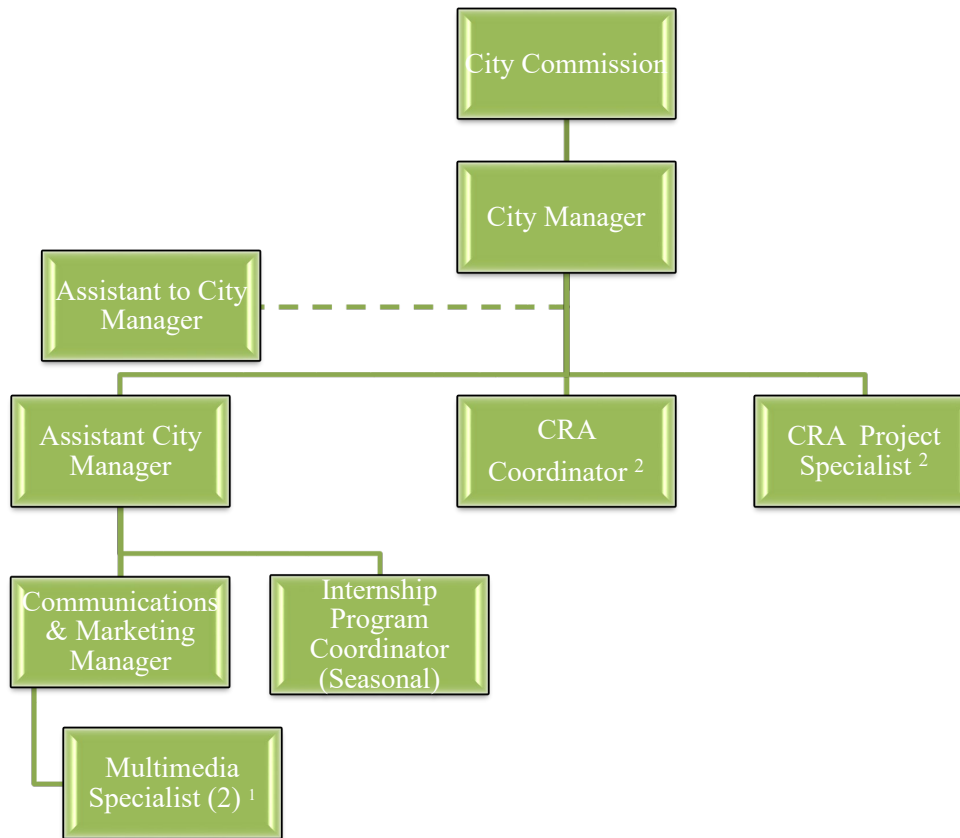 City Commission
City Manager
Assistant to City
Manager
Assistant City
Manager
CRA
Coordinator ²
CRA Project
Specialist ²
Communications
& Marketing
Manager
Internship
Program
Coordinator
(Seasonal)
Multimedia
Specialist (2) ¹